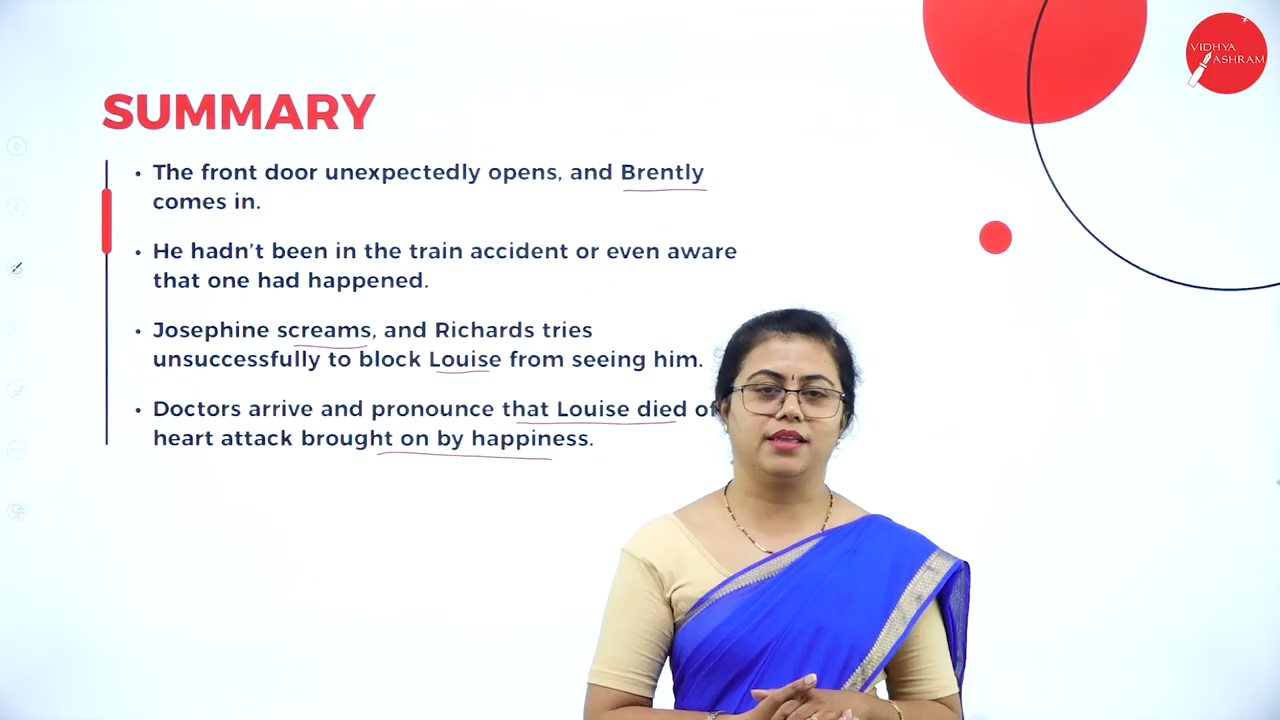 VIDHYA
ASHRAM
SUMMARY
• The front door unexpectedly opens, and Brently
comes in.
• He hadn't been in the train accident or even aware
that one had happened.
• Josephine screams, and Richards tries
unsuccessfully to block Louise from seeing him.
• Doctors arrive and pronounce that Louise died of
heart attack brought on by happiness.